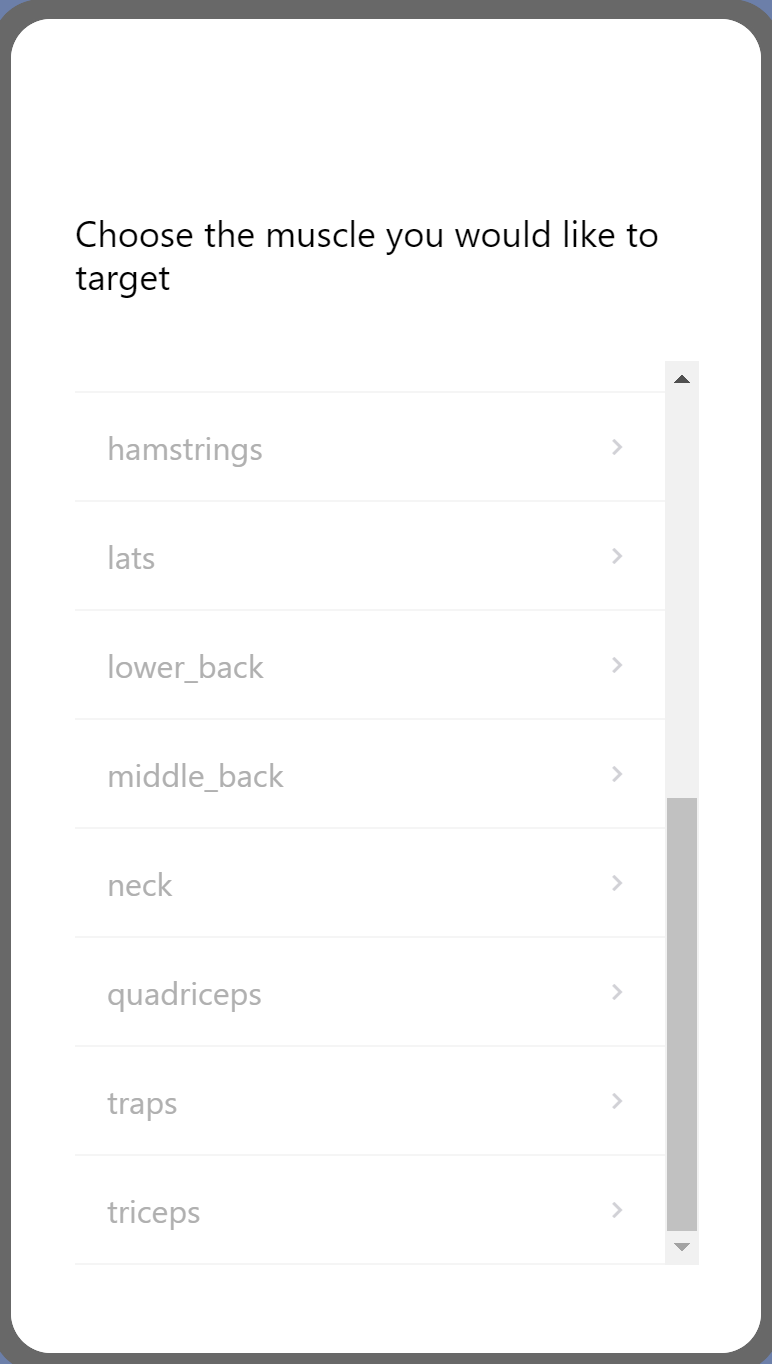 Choose the muscle you would like to
target
hamstrings
lats
lower_back
middle_back
neck
quadriceps
traps
triceps